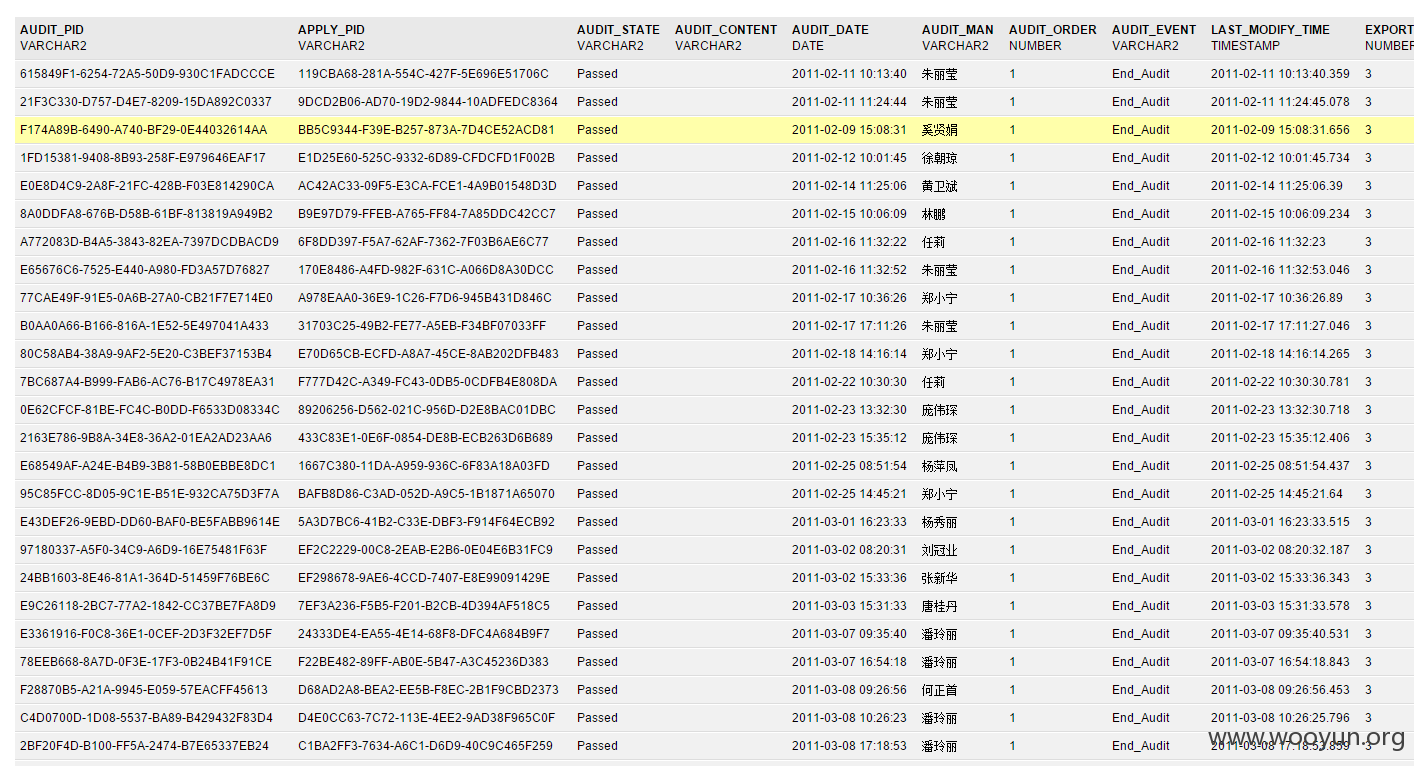 AUDIT_PID APPLY_PID AUDIT_STATE AUDIT_CONTENT AUDIT_DATE AUDIT_MAN AUDIT_ORDER AUDIT_EVENT LAST_MODIFY_TIME EXPORT
VARCHAR2 VARCHAR2 VARCHAR2 VARCHAR2 DATE VARCHAR2 NUMBER VARCHAR2 TIMESTAMP NUMBER
615849F1-6254-72A5-50D9-930C1FADCCCE 119CBA68-281A-554C-427F-5E696E51706C Passed 2011-02-11 10:13:40 朱丽莹 1 End_Audit 2011-02-11 10:13:40.359 3
21F3C330-D757-D4E7-8209-15DA892C0337 9DCD2B06-AD70-19D2-9844-10ADFEDC8364 Passed 2011-02-11 11:24:44 朱丽莹 1 End_Audit 2011-02-11 11:24:45.078 3
F174A89B-6490-A740-BF29-0E44032614AA BB5C9344-F39E-B257-873A-7D4CE52ACD81 Passed 2011-02-09 15:08:31 奚贤娟 1 End_Audit 2011-02-09 15:08:31.656 3
1FD15381-9408-8B93-258F-E979646EAF17 E1D25E60-525C-9332-6D89-CFDCFD1F002B Passed 2011-02-12 10:01:45 徐朝琼 1 End_Audit 2011-02-12 10:01:45.734 3
E0E8D4C9-2A8F-21FC-428B-F03E814290CA AC42AC33-09F5-E3CA-FCE1-4A9B01548D3D Passed 2011-02-14 11:25:06 黄卫斌 1 End_Audit 2011-02-14 11:25:06.39 3
8A0DDFA8-676B-D58B-61BF-813819A949B2 B9E97D79-FFEB-A765-FF84-7A85DDC42CC7 Passed 2011-02-15 10:06:09 林鹏 1 End_Audit 2011-02-15 10:06:09.234 3
A772083D-B4A5-3843-82EA-7397DCDBACD9 6F8DD397-F5A7-62AF-7362-7F03B6AE6C77 Passed 2011-02-16 11:32:22 任莉 1 End_Audit 2011-02-16 11:32:23 3
E65676C6-7525-E440-A980-FD3A57D76827 170E8486-A4FD-982F-631C-A066D8A30DCC Passed 2011-02-16 11:32:52 朱丽莹 1 End_Audit 2011-02-16 11:32:53.046 3
77CAE49F-91E5-0A6B-27A0-CB21F7E714E0 A978EAA0-36E9-1C26-F7D6-945B431D846C Passed 2011-02-17 10:36:26 郑小宁 1 End_Audit 2011-02-17 10:36:26.89 3
B0AA0A66-B166-816A-1E52-5E497041A433 31703C25-49B2-FE77-A5EB-F34BF07033FF Passed 2011-02-17 17:11:26 朱丽莹 1 End_Audit 2011-02-17 17:11:27.046 3
80C58AB4-38A9-9AF2-5E20-C3BEF37153B4 E70D65CB-ECFD-A8A7-45CE-8AB202DFB483 Passed 2011-02-18 14:16:14 郑小宁 1 End_Audit 2011-02-18 14:16:14.265 3
7BC687A4-B999-FAB6-AC76-B17C4978EA31 F777D42C-A349-FC43-0DB5-0CDFB4E808DA Passed 2011-02-22 10:30:30 任莉 1 End_Audit 2011-02-22 10:30:30.781 3
0E62CFCF-81BE-FC4C-B0DD-F6533D08334C 89206256-D562-021C-956D-D2E8BAC01DBC Passed 2011-02-23 13:32:30 庞伟琛 1 End_Audit 2011-02-23 13:32:30.718 3
2163E786-9B8A-34E8-36A2-01EA2AD23AA6 433C83E1-0E6F-0854-DE8B-ECB263D6B689 Passed 2011-02-23 15:35:12 庞伟琛 1 End_Audit 2011-02-23 15:35:12.406 3
E68549AF-A24E-B4B9-3B81-58B0EBBE8DC1 1667C380-11DA-A959-936C-6F83A18A03FD Passed 2011-02-25 08:51:54 杨萍凤 1 End_Audit 2011-02-25 08:51:54.437 3
95C85FCC-8D05-9C1E-B51E-932CA75D3F7A BAFB8D86-C3AD-052D-A9C5-1B1871A65070 Passed 2011-02-25 14:45:21 郑小宁 1 End_Audit 2011-02-25 14:45:21.64 3
E43DEF26-9EBD-DD60-BAF0-BE5FABB9614E 5A3D7BC6-41B2-C33E-DBF3-F914F64ECB92 Passed 2011-03-01 16:23:33 杨秀丽 1 End_Audit 2011-03-01 16:23:33.515 3
97180337-A5F0-34C9-A6D9-16E75481F63F EF2C2229-00C8-2EAB-E2B6-0E04E6B31FC9 Passed 2011-03-02 08:20:31 刘冠业 1 End_Audit 2011-03-02 08:20:32.187 3
24BB1603-8E46-81A1-364D-51459F76BE6C EF298678-9AE6-4CCD-7407-E8E99091429E Passed 2011-03-02 15:33:36 张新华 1 End_Audit 2011-03-02 15:33:36.343 3
E9C26118-2BC7-77A2-1842-CC37BE7FA8D9 7EF3A236-F5B5-F201-B2CB-4D394AF518C5 Passed 2011-03-03 15:31:33 唐桂丹 1 End_Audit 2011-03-03 15:31:33.578 3
E3361916-F0C8-36E1-0CEF-2D3F32EF7D5F 24333DE4-EA55-4E14-68F8-DFC4A684B9F7 Passed 2011-03-07 09:35:40 潘玲丽 1 End_Audit 2011-03-07 09:35:40.531 3
78EEB668-8A7D-0F3E-17F3-0B24B41F91CE F22BE482-89FF-AB0E-5B47-A3C45236D383 Passed 2011-03-07 16:54:18 潘玲丽 1 End_Audit 2011-03-07 16:54:18.843 3
F28870B5-A21A-9945-E059-57EACFF45613 D68AD2A8-BEA2-EE5B-F8EC-2B1F9CBD2373 Passed 2011-03-08 09:26:56 何正首 1 End_Audit 2011-03-08 09:26:56.453 3
C4D0700D-1D08-5537-BA89-B429432F83D4 D4E0CC63-7C72-113E-4EE2-9AD38F965C0F Passed 2011-03-08 10:26:23 潘玲丽 1 End_Audit 2011-03-08 10:26:25.796 3
2BF20F4D-B100-FF5A-2474-B7E65337EB24 C1BA2FF3-7634-A6C1-D6D9-40C9C465F259 Passed 2011-03-08 17:18:53 潘玲丽 1 End_Audit 2011-03-08 17:18:53.859 3
www.wooyun.org